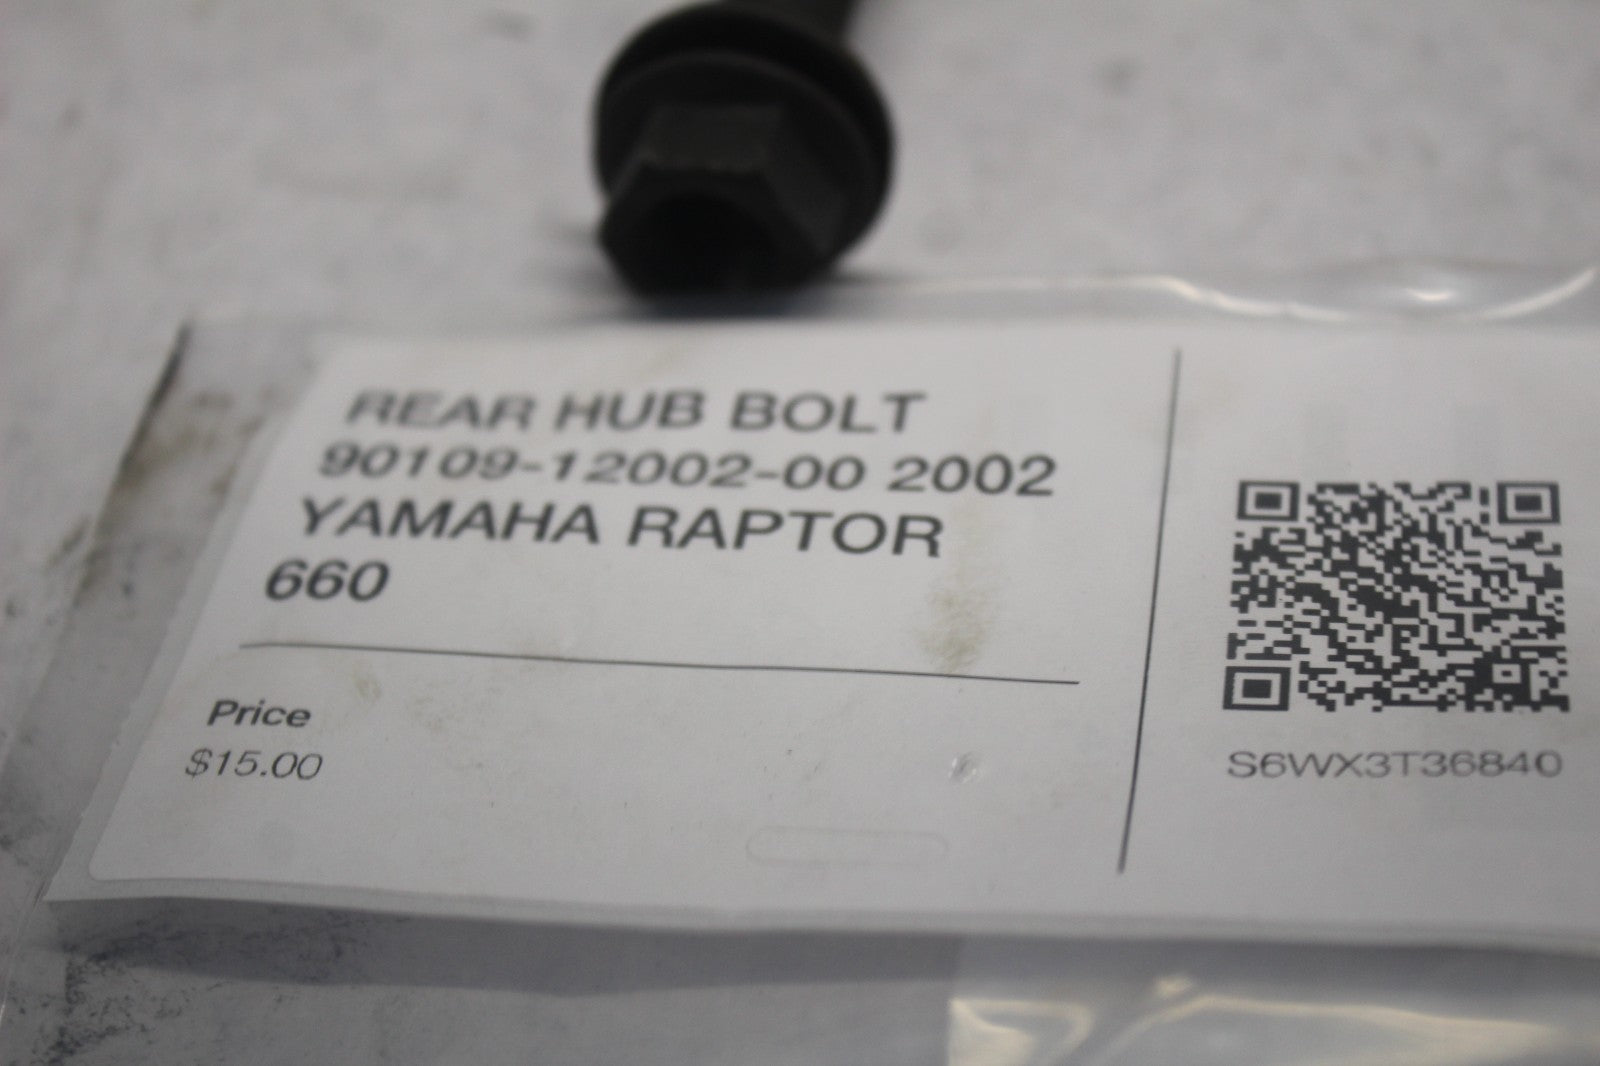 REAR HUB BOLT
90109-12002-00 2002
YAMAHA RAPTOR
660
Price
$15.00
S6WX3T36840